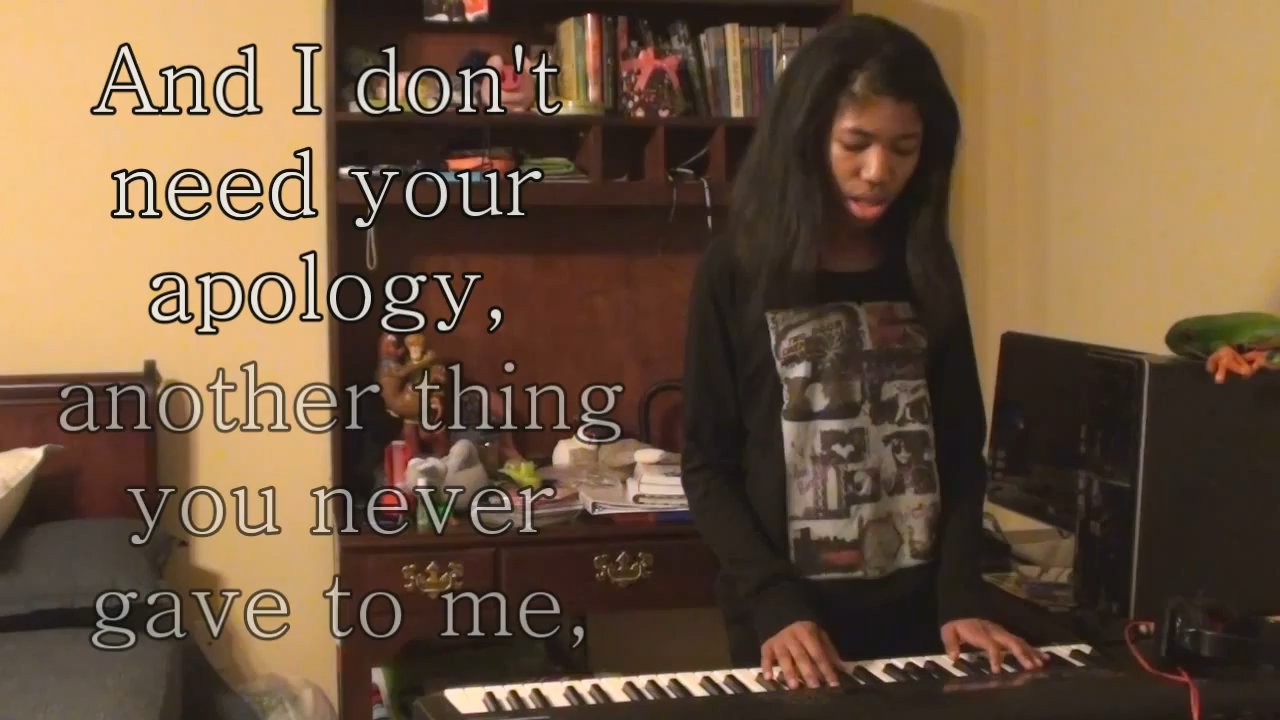 And I don't
need your
apology,
another thing
you never
gave to me,